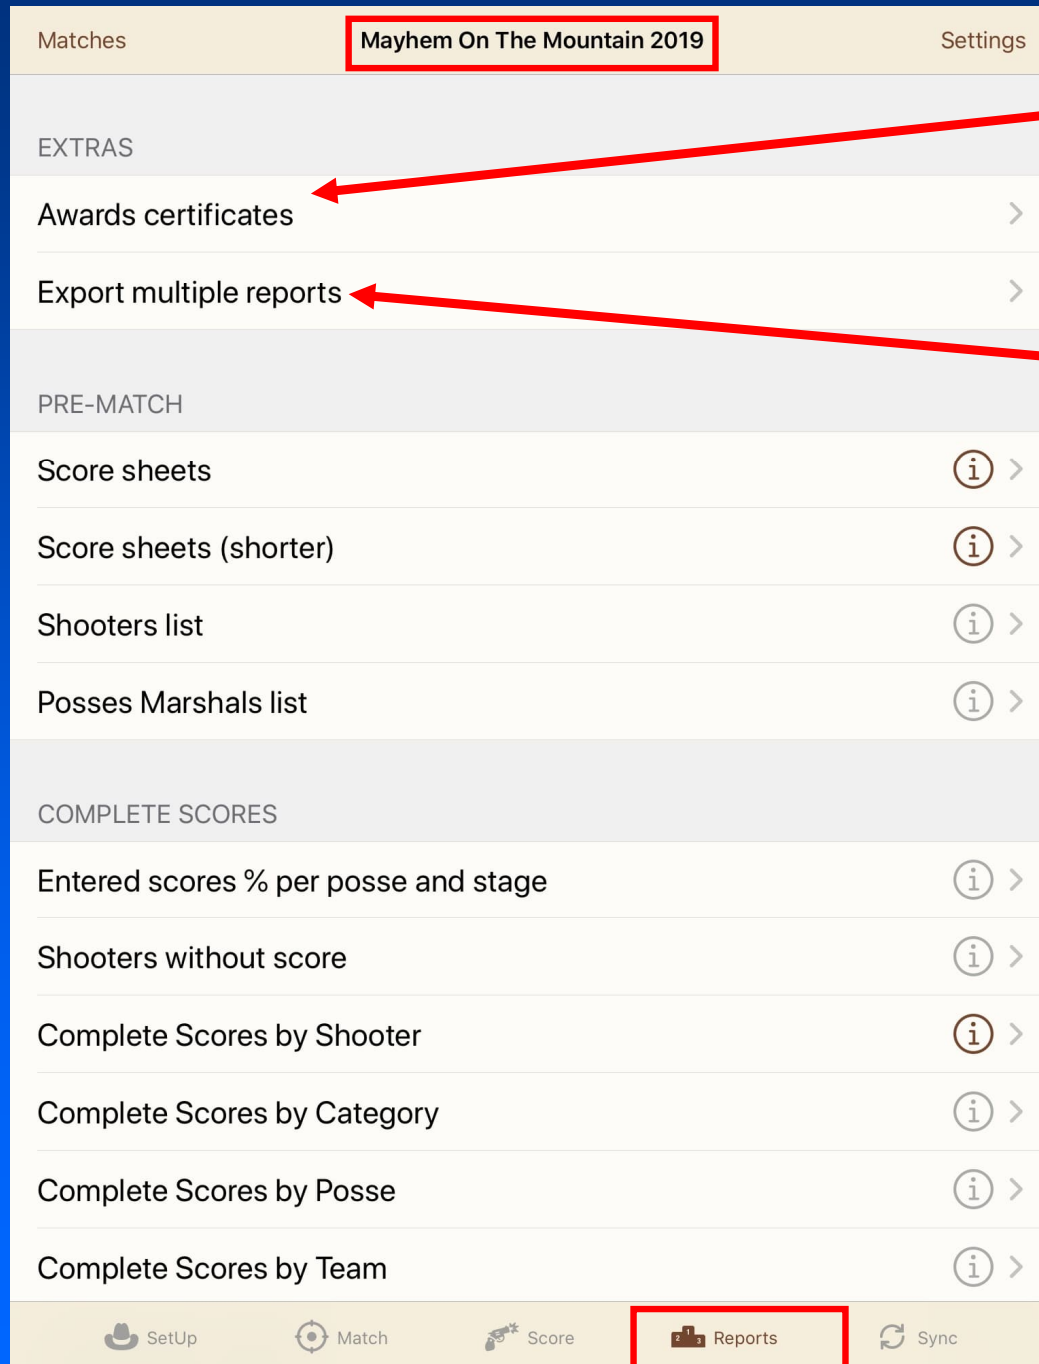 Matches Mayhem On The Mountain 2019 Settings
EXTRAS
Awards certificates
Export multiple reports
PRE-MATCH
Score sheets
Score sheets (shorter)
Shooters list
Posses Marshals list
COMPLETE SCORES
Entered scores % per posse and stage
Shooters without score
Complete Scores by Shooter
Complete Scores by Category
Complete Scores by Posse
Complete Scores by Team
SetUp Match Score Reports Sync